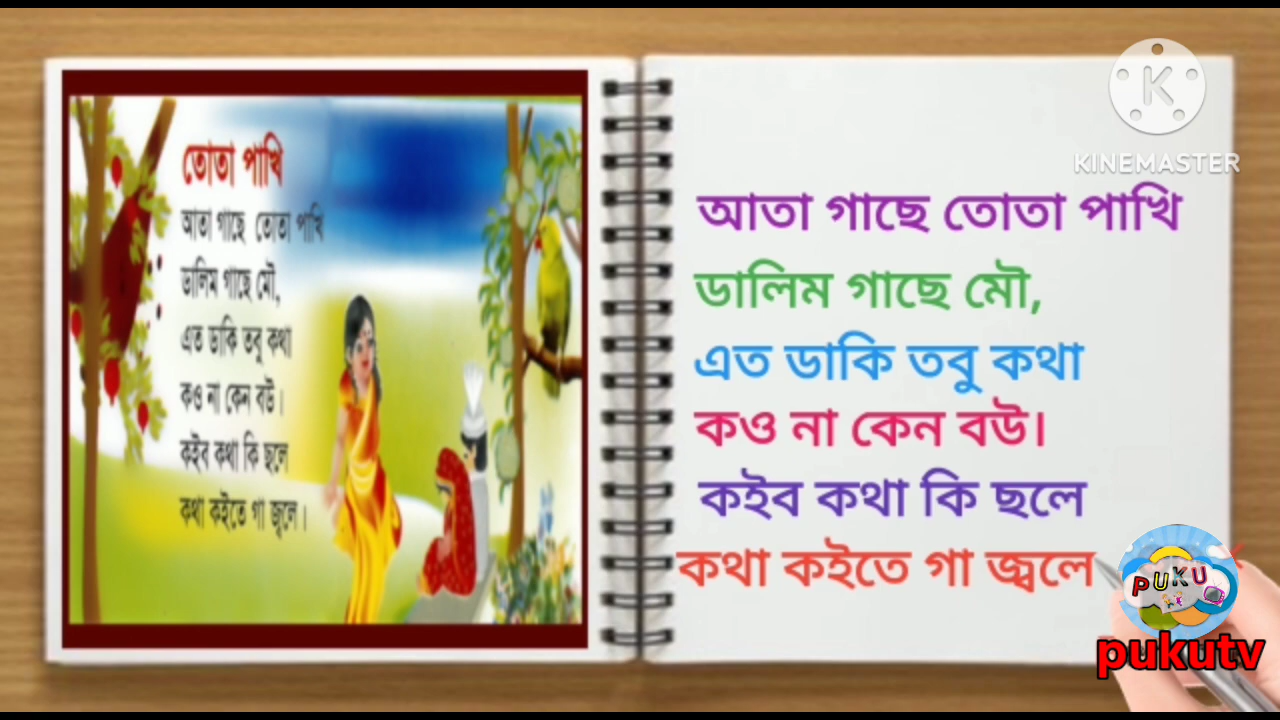 তোতা পাখি
আতা গাছে তোতা পাখি
ডালিম গাছে মৌ,
এত ডাকি তবু কথা
কও না কেন বউ।
কইব কথা কি ছলে
কথা কইতে গা জ্বলে।
আতা গাছে তোতা পাখি
ডালিম গাছে মৌ,
এত ডাকি তবু কথা
কও না কেন বউ।
কইব কথা কি ছলে
কথা কইতে গা জ্বলে
K
KINEMASTER
PUKU
pukutv